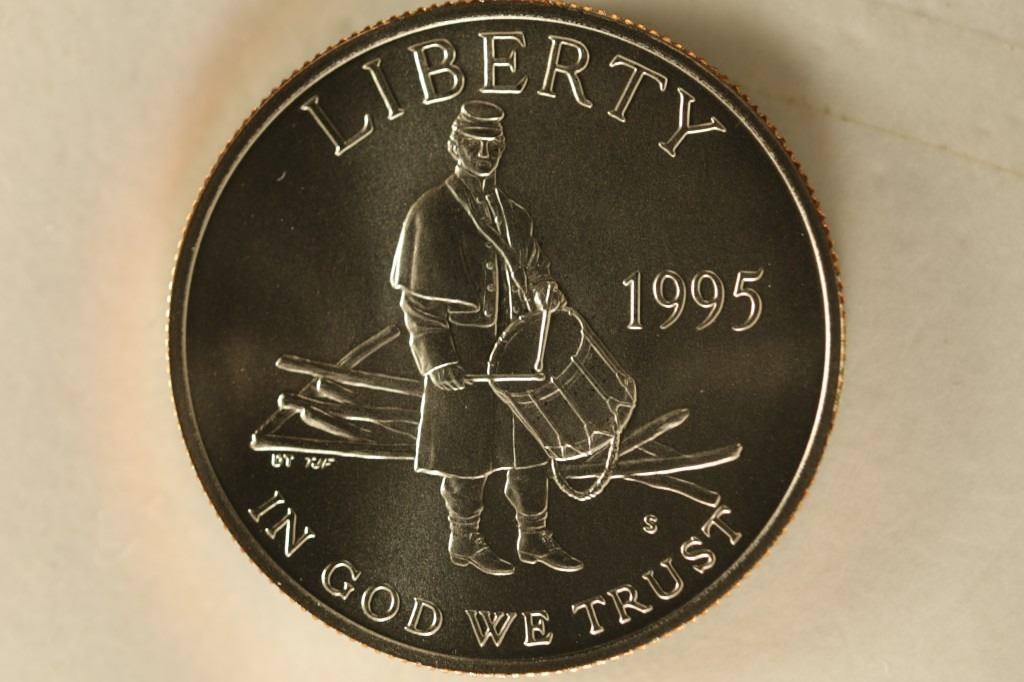 LIBERTY
1995
S
IN GOD WE TRUST